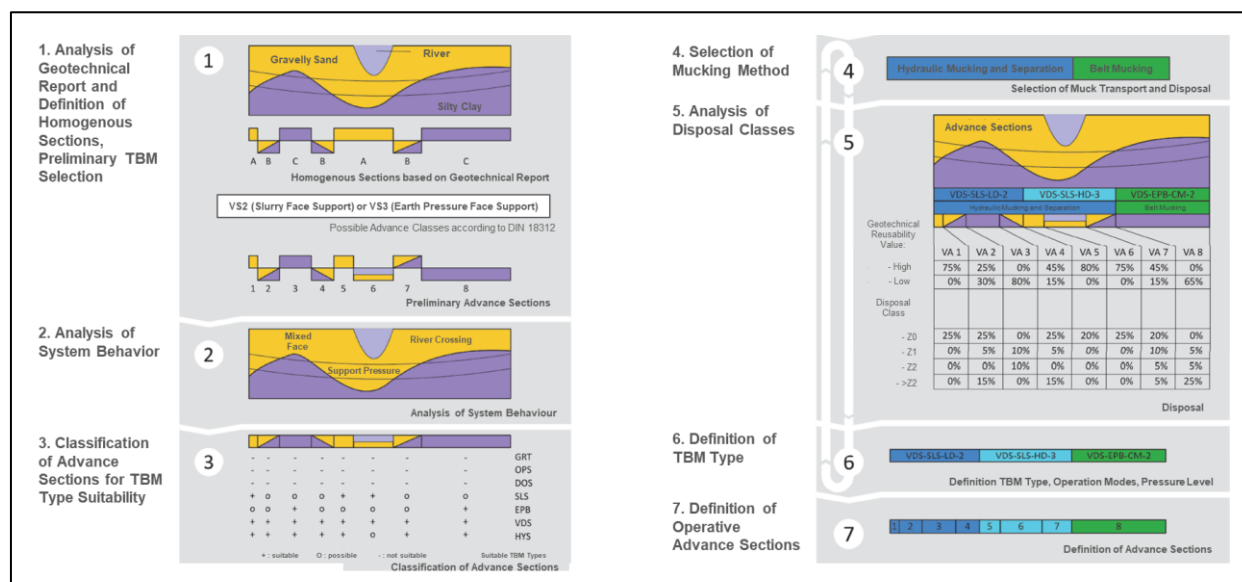 1. Analysis of
Geotechnical
Report and
Definition of
Homogenous
Sections,
Preliminary TBM
Selection
1
Gravelly Sand
River
Silty Clay
A B C B A B C
Homogenous Sections based on Geotechnical Report
VS2 (Slurry Face Support) or VS3 (Earth Pressure Face Support)
Possible Advance Classes according to DIN 18312
1 2 3 4 5 6 7 8
Preliminary Advance Sections
2. Analysis of
System Behavior
2
Mixed
Face
River Crossing
Support Pressure
Analysis of System Behaviour
3. Classification
of Advance
Sections for TBM
Type Suitability
3
- - - - - - - - GRT
- - - - - - - - OPS
- - - - - - - - DOS
+ o o o + + o o SLS
o o + o o o o + EPB
+ + + + + + + + VDS
+ + + + + o + + HYS
+ : suitable O : possible - : not suitable Suitable TBM Types
Classification of Advance Sections
4. Selection of
Mucking Method
4
Hydraulic Mucking and Separation Belt Mucking
Selection of Muck Transport and Disposal
5. Analysis of
Disposal Classes
5
Advance Sections
VDS-SLS-LD-2 VDS-SLS-HD-3 VDS-EPB-CM-2
Hydraulic Mucking and Separation Belt Mucking
Geotechnical
Reusability
Value:
VA 1 VA 2 VA 3 VA 4 VA 5 VA 6 VA 7 VA 8
- High 75% 25% 0% 45% 80% 75% 45% 0%
- Low 0% 30% 80% 15% 0% 0% 15% 65%
Disposal
Class
- Z0 25% 25% 0% 25% 20% 25% 20% 0%
- Z1 0% 5% 10% 5% 0% 0% 10% 5%
- Z2 0% 0% 10% 0% 0% 0% 5% 5%
- >Z2 0% 15% 0% 15% 0% 0% 5% 25%
Disposal
6. Definition of
TBM Type
6
VDS-SLS-LD-2 VDS-SLS-HD-3 VDS-EPB-CM-2
Definition TBM Type, Operation Modes, Pressure Level
7. Definition of
Operative
Advance Sections
7
1 2 3 4 5 6 7 8
Definition of Advance Sections